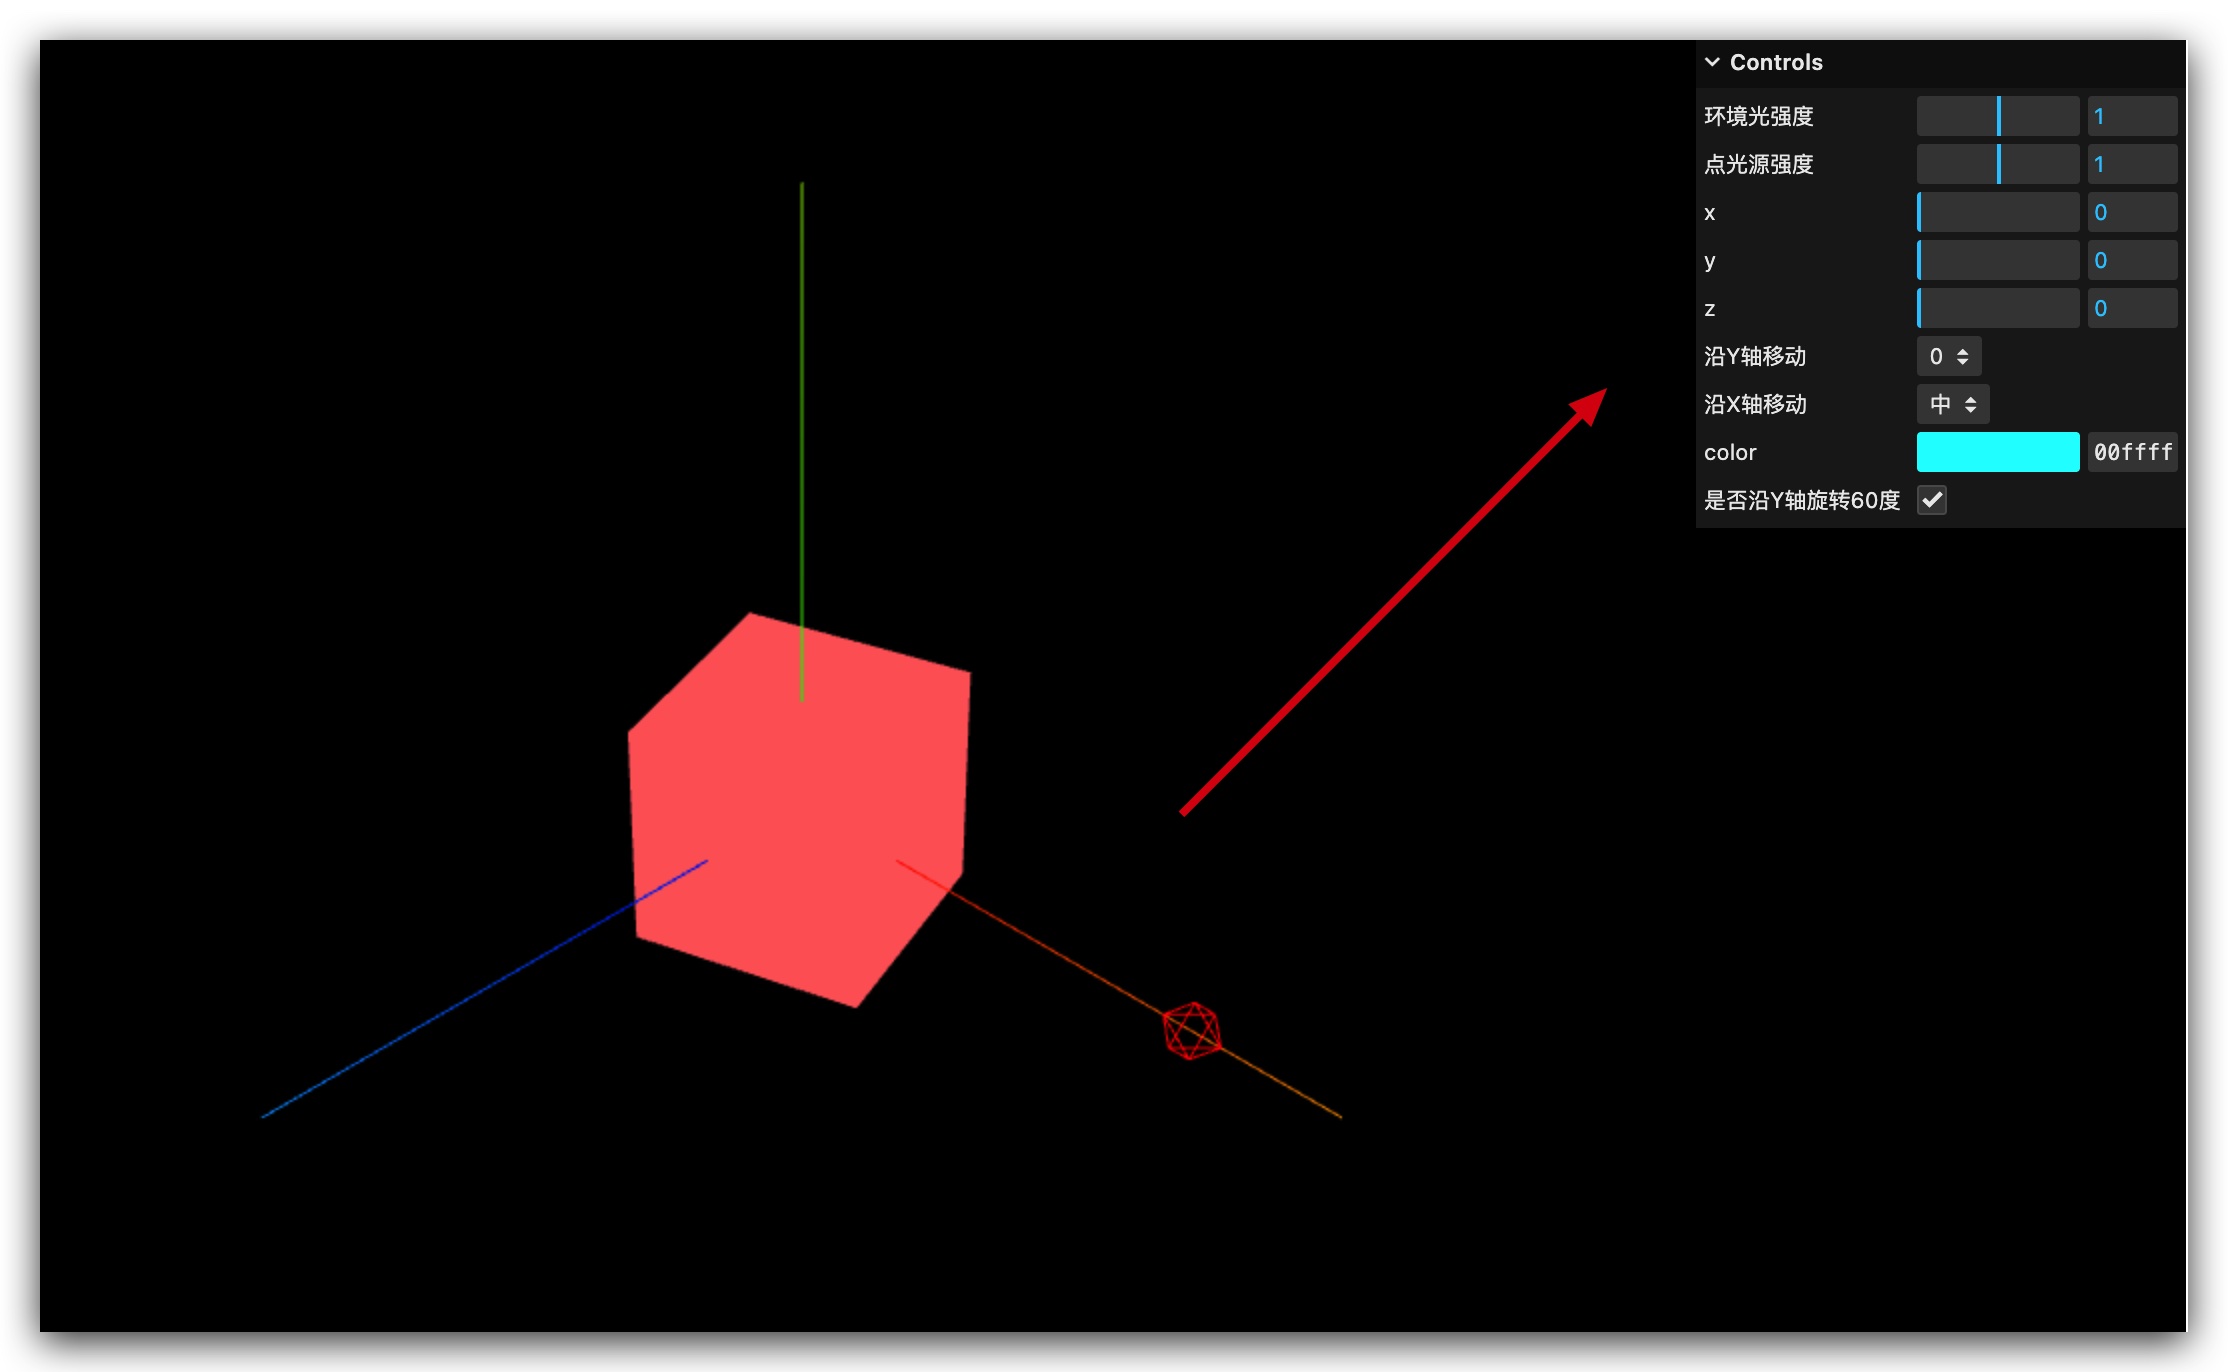 Controls
环境光强度 1
点光源强度 1
x 0
y 0
z 0
沿Y轴移动 0
沿X轴移动 中
color 00ffff
是否沿Y轴旋转60度